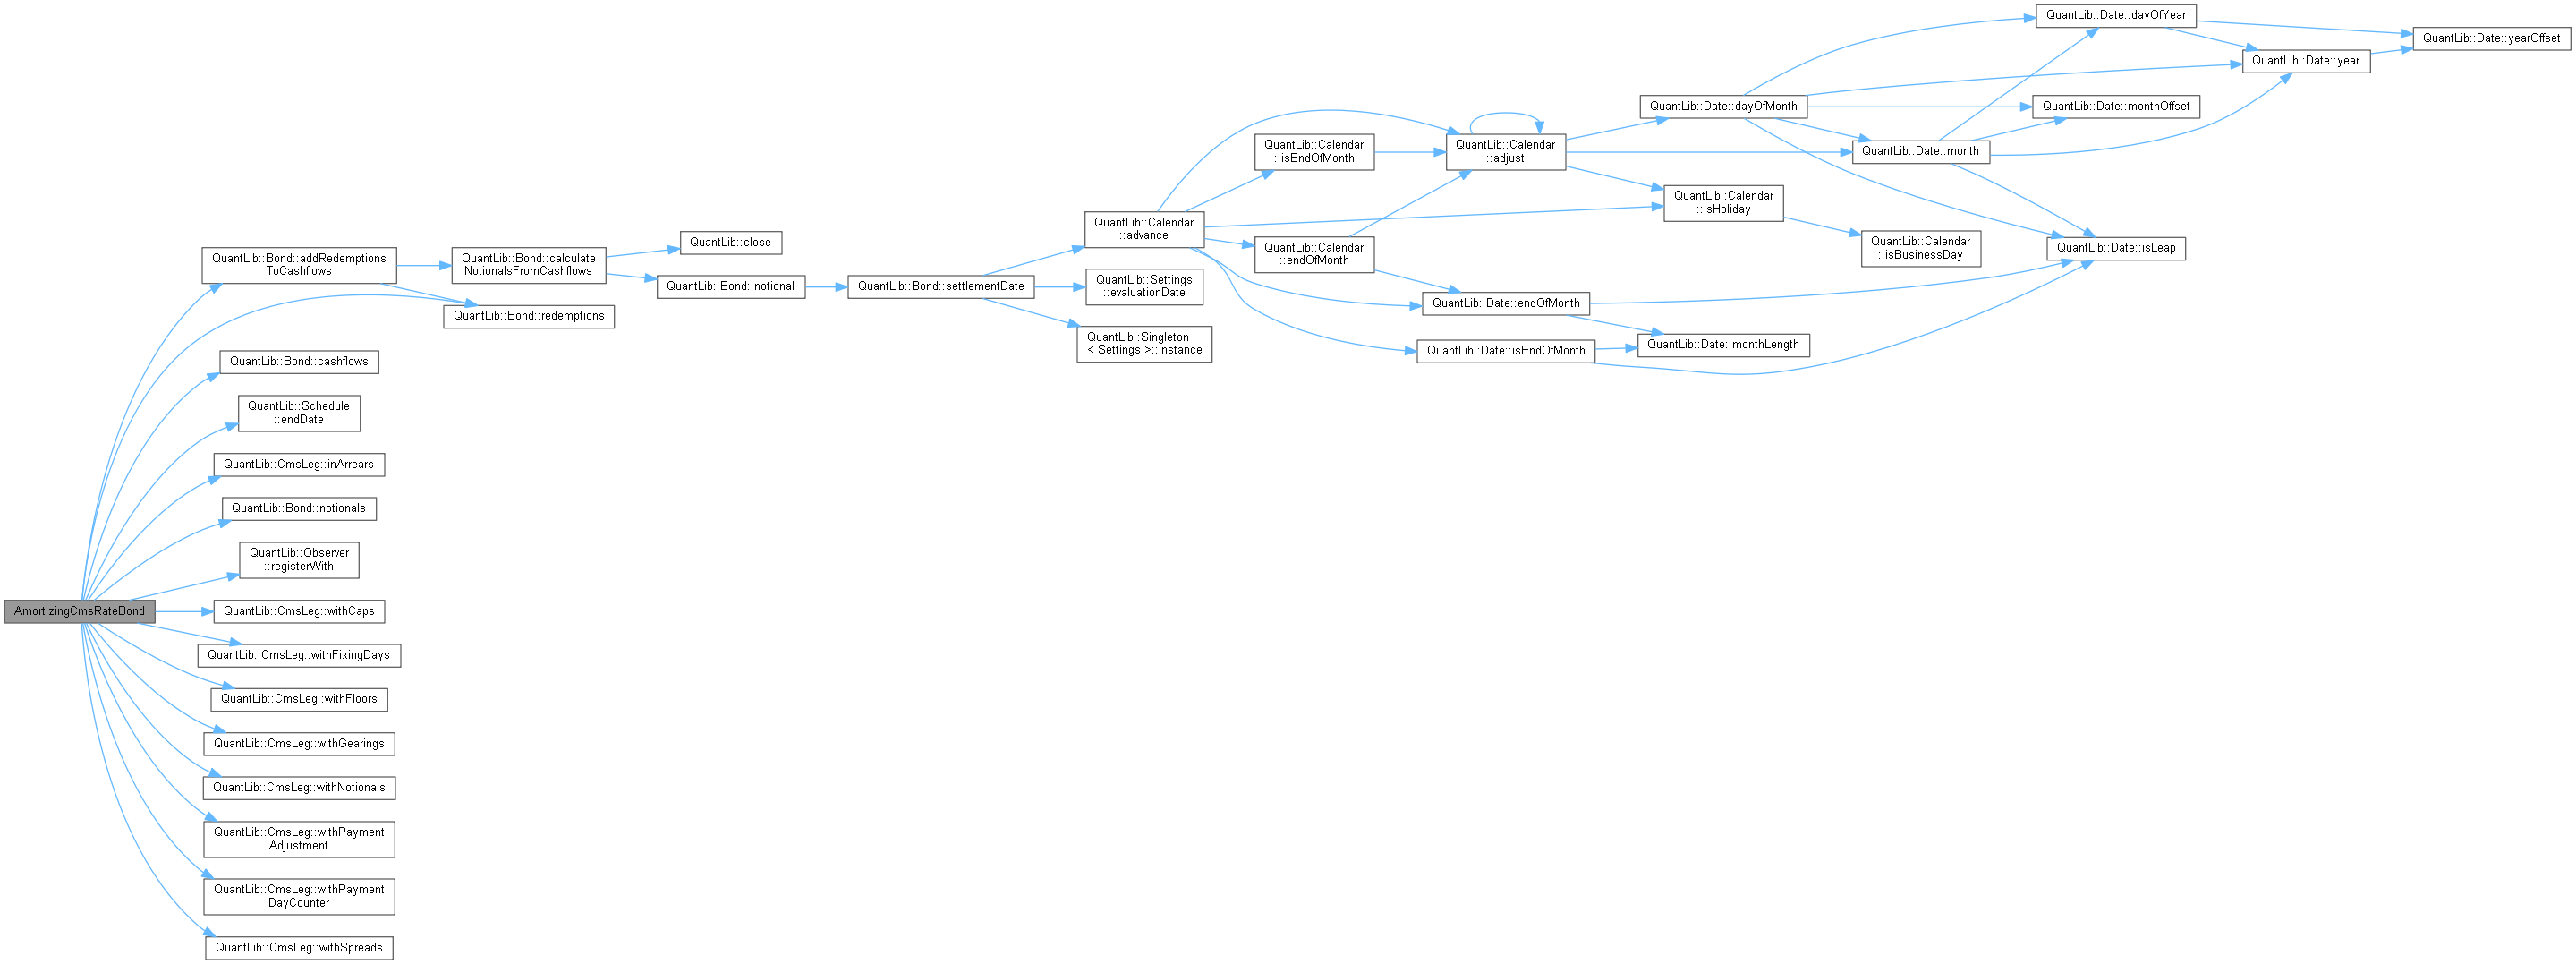 AmortizingCmsRateBond
QuantLib::Bond::addRedemptions
ToCashflows
QuantLib::Bond::cashflows
QuantLib::Schedule
::endDate
QuantLib::CmsLeg::inArrears
QuantLib::Bond::notionals
QuantLib::Observer
::registerWith
QuantLib::CmsLeg::withCaps
QuantLib::CmsLeg::withFixingDays
QuantLib::CmsLeg::withFloors
QuantLib::CmsLeg::withGearings
QuantLib::CmsLeg::withNotionals
QuantLib::CmsLeg::withPayment
Adjustment
QuantLib::CmsLeg::withPayment
DayCounter
QuantLib::CmsLeg::withSpreads
QuantLib::Bond::calculate
NotionalsFromCashflows
QuantLib::Bond::redemptions
QuantLib::close
QuantLib::Bond::notional
QuantLib::Bond::settlementDate
QuantLib::Calendar
::advance
QuantLib::Settings
::evaluationDate
QuantLib::Singleton
< Settings >::instance
QuantLib::Calendar
::isEndOfMonth
QuantLib::Calendar
::endOfMonth
QuantLib::Calendar
::adjust
QuantLib::Date::endOfMonth
QuantLib::Date::isEndOfMonth
QuantLib::Date::dayOfMonth
QuantLib::Calendar
::isHoliday
QuantLib::Date::monthLength
QuantLib::Date::month
QuantLib::Calendar
::isBusinessDay
QuantLib::Date::dayOfYear
QuantLib::Date::monthOffset
QuantLib::Date::isLeap
QuantLib::Date::year
QuantLib::Date::yearOffset